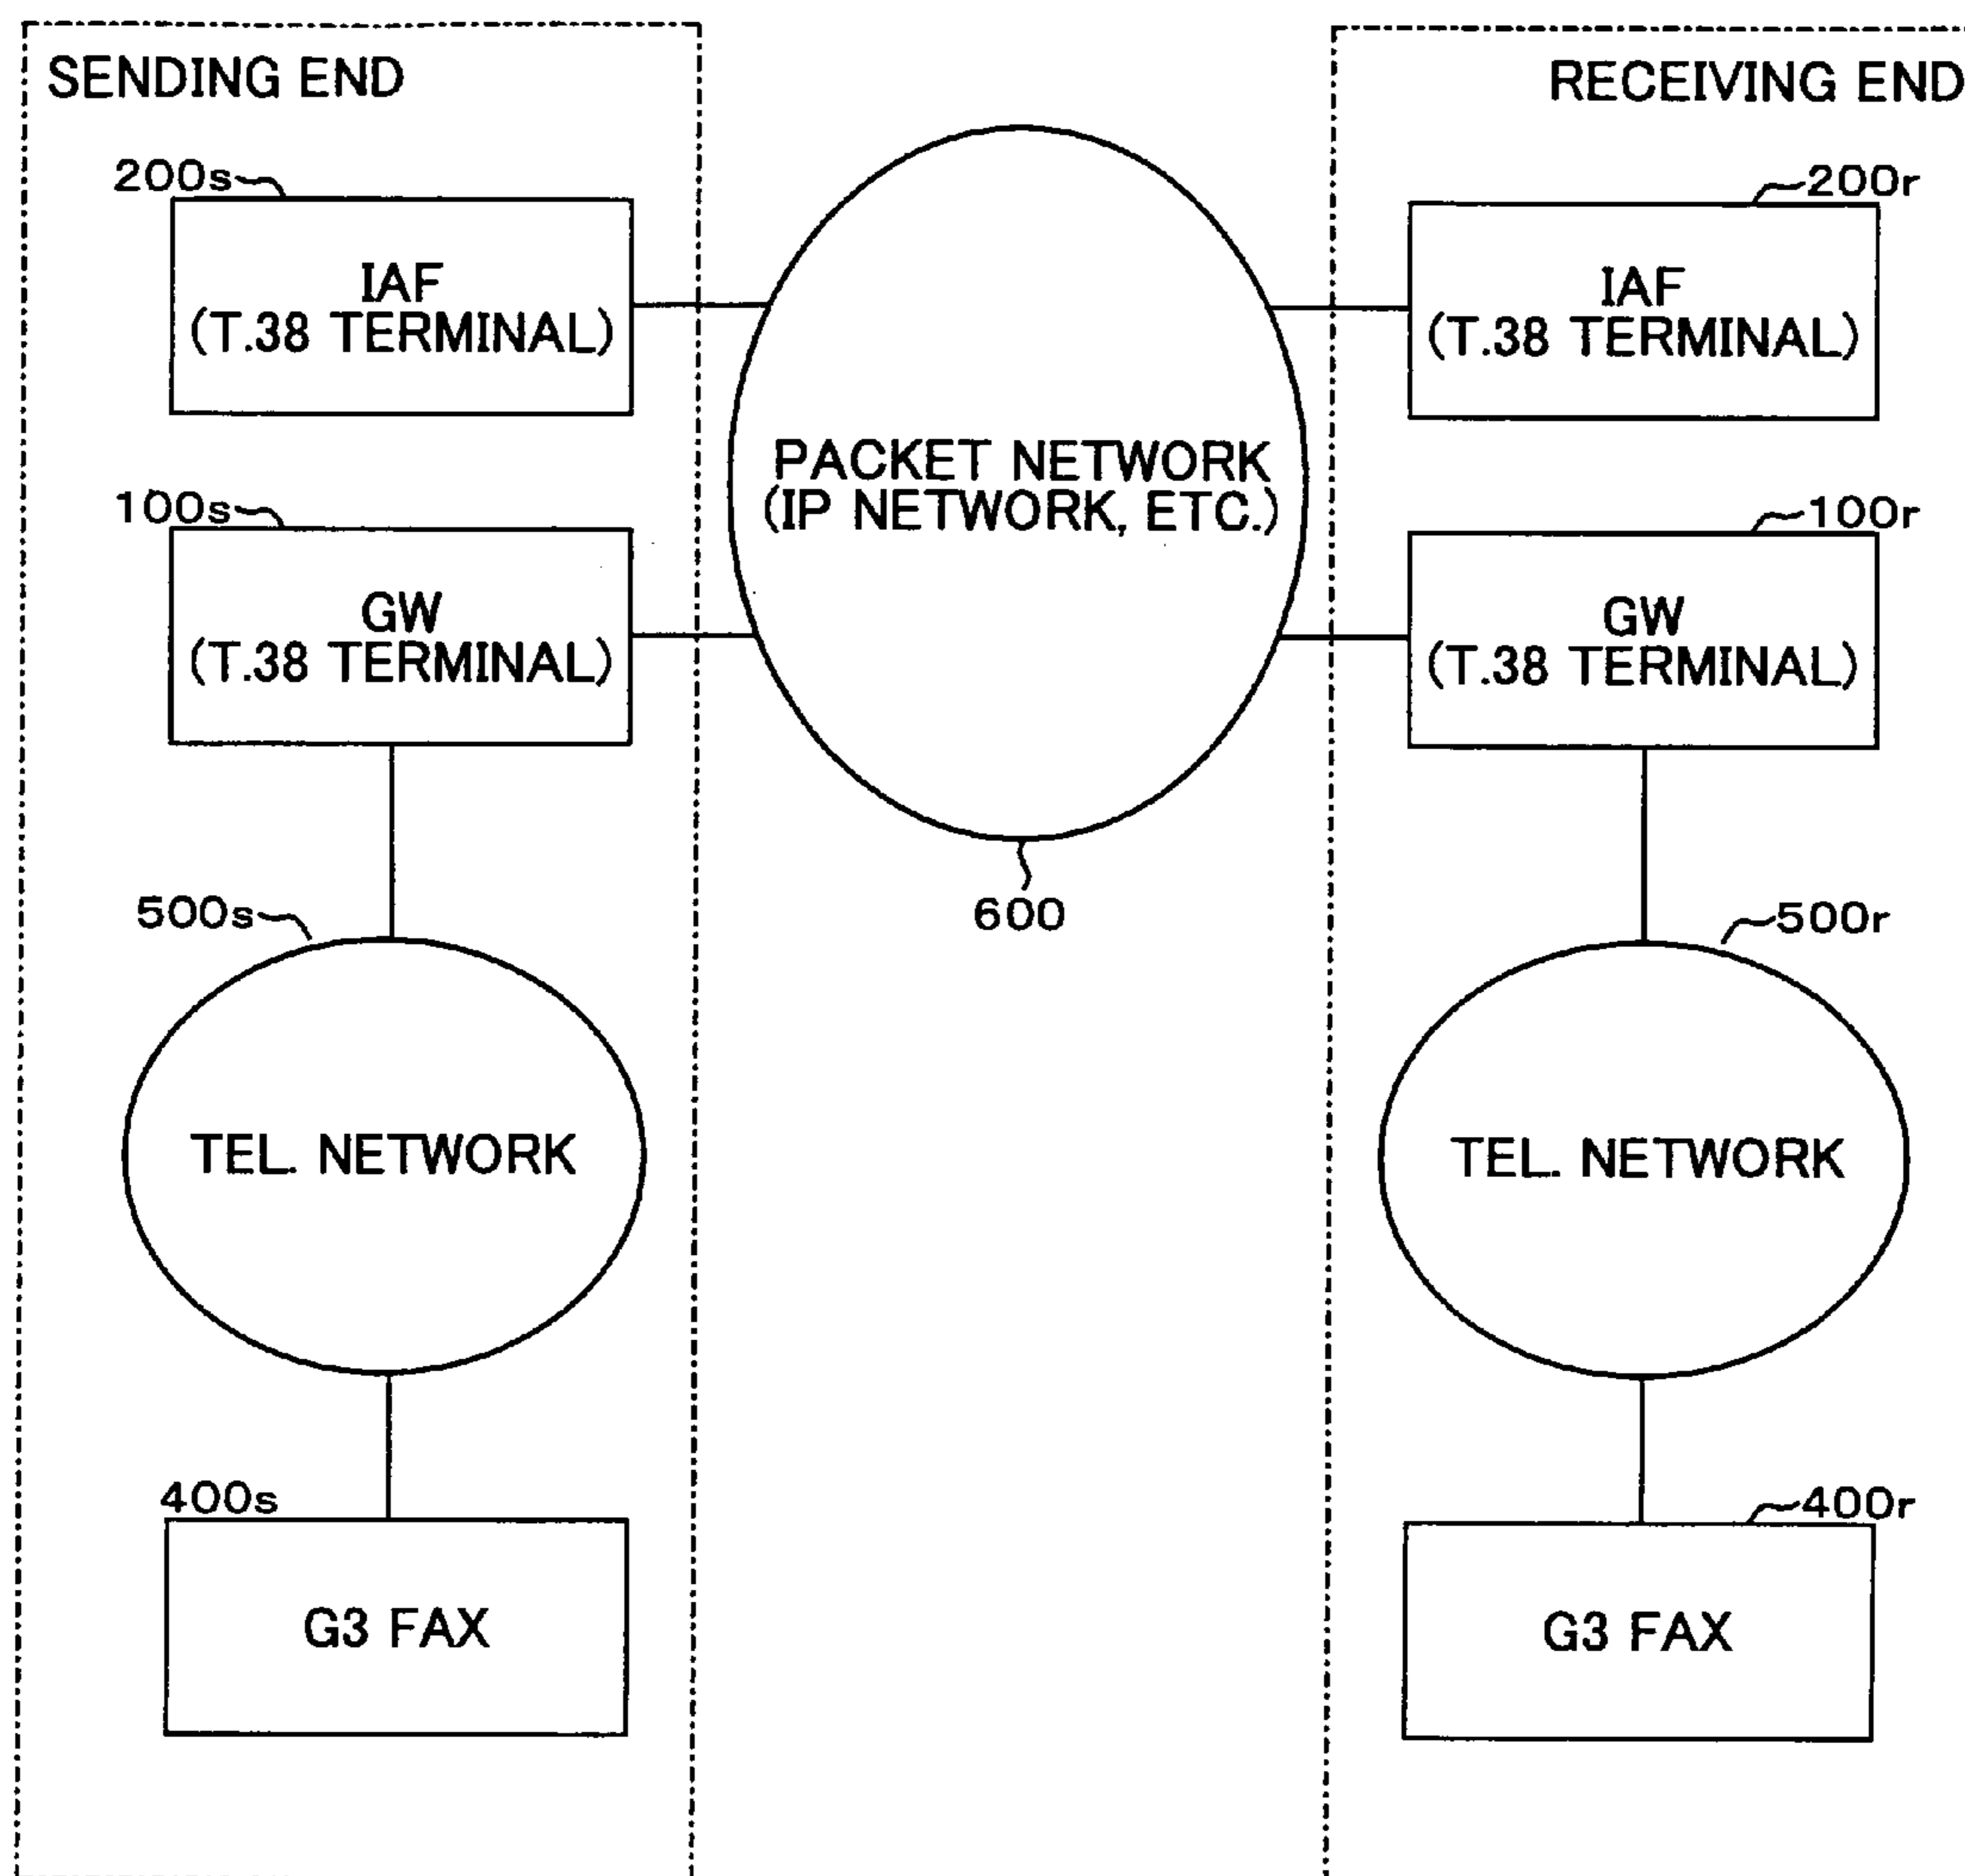 SENDING END
RECEIVING END
200s
200r
IAF
(T.38 TERMINAL)
IAF
(T.38 TERMINAL)
PACKET NETWORK
(IP NETWORK, ETC.)
100s
100r
GW
(T.38 TERMINAL)
GW
(T.38 TERMINAL)
600
500s
500r
TEL. NETWORK
TEL. NETWORK
400s
400r
G3 FAX
G3 FAX